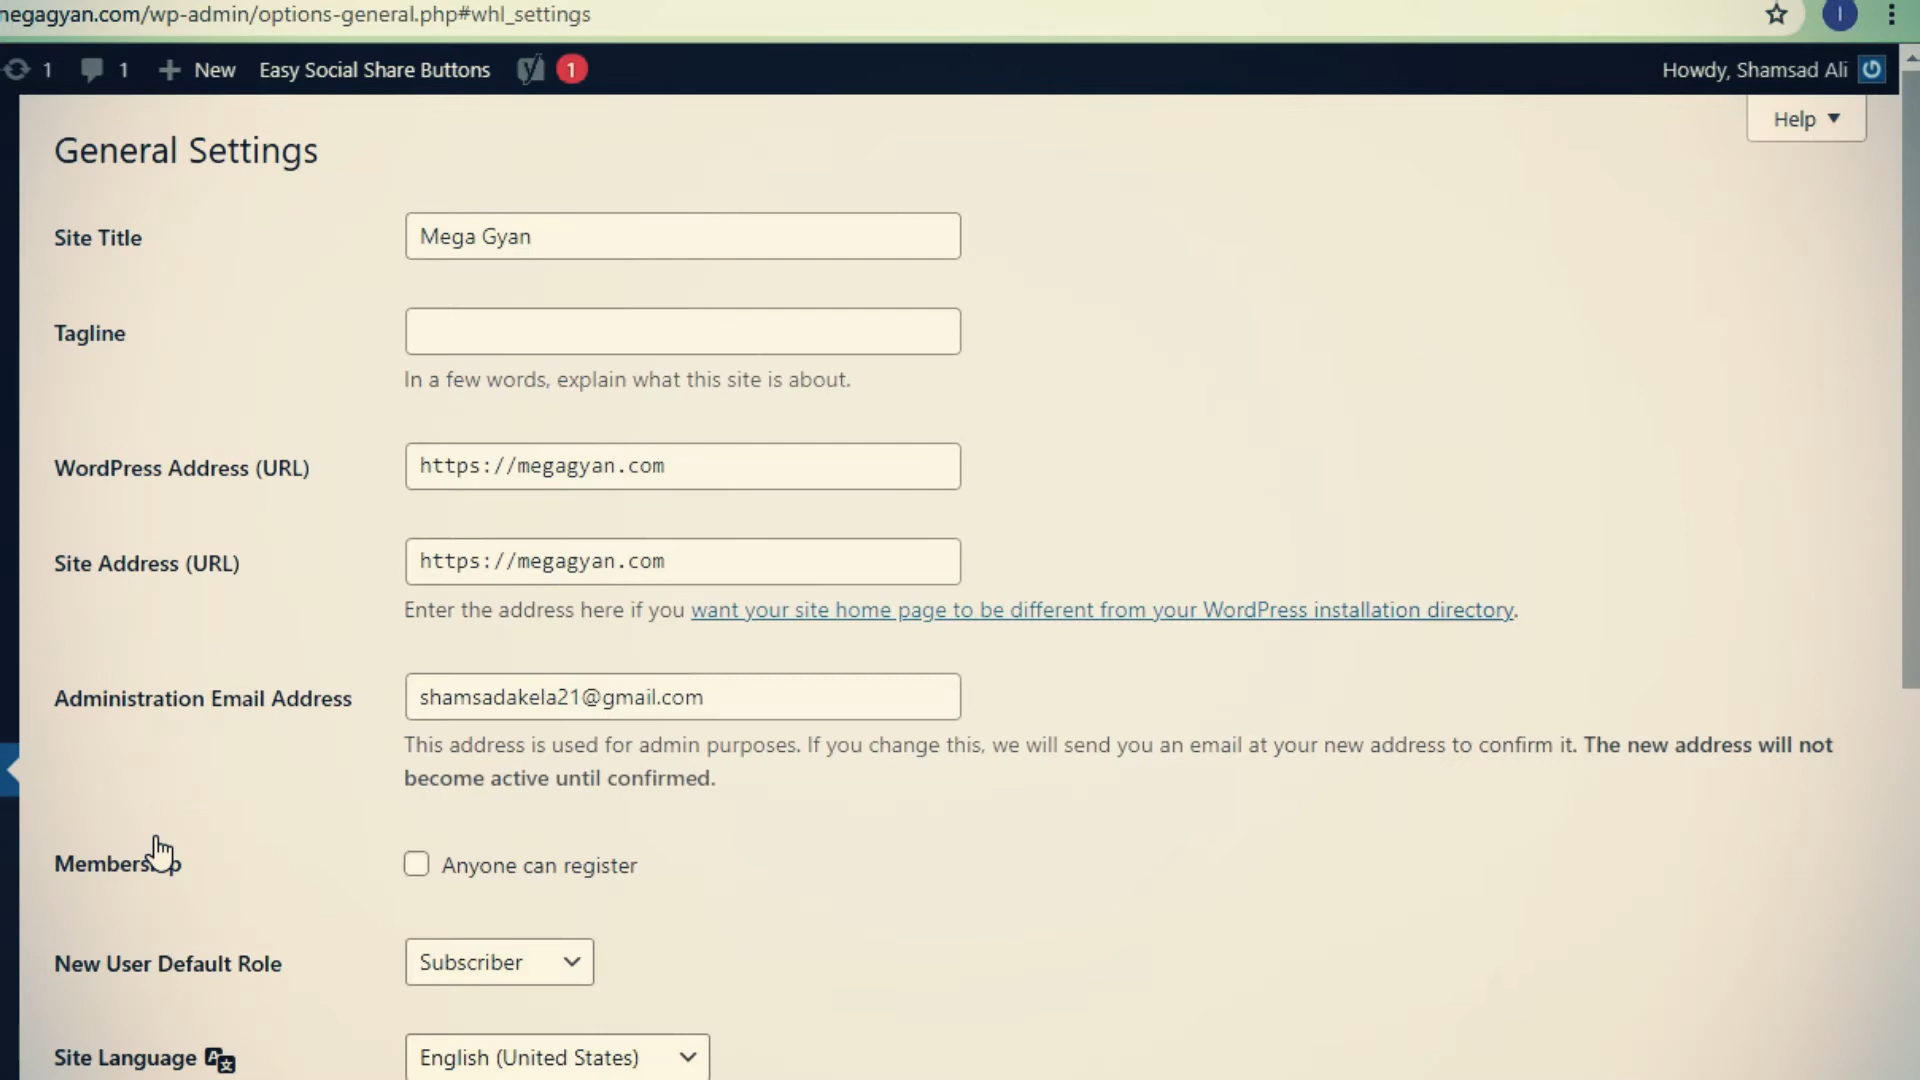 negagyan.com/wp-admin/options-general.php#whl_settings
I
1 1 New Easy Social Share Buttons 1 Howdy, Shamsad Ali
Help
General Settings
Site Title Mega Gyan
Tagline
In a few words, explain what this site is about.
WordPress Address (URL) https://megagyan.com
Site Address (URL) https://megagyan.com
Enter the address here if you want your site home page to be different from your WordPress installation directory.
Administration Email Address shamsadakela21@gmail.com
This address is used for admin purposes. If you change this, we will send you an email at your new address to confirm it. The new address will not
become active until confirmed.
Membership Anyone can register
New User Default Role Subscriber
Site Language English (United States)